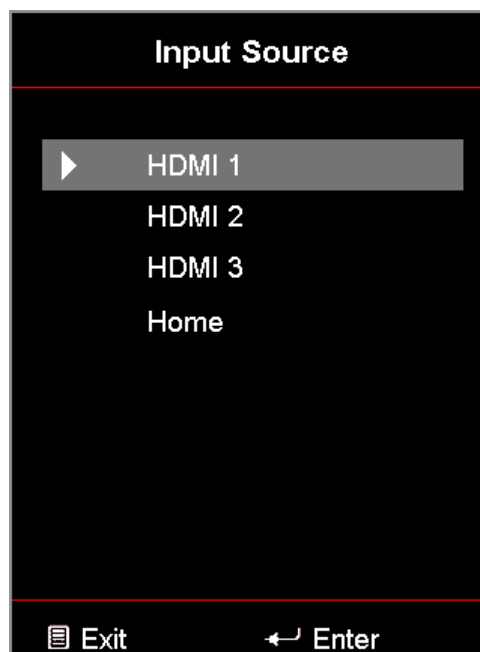 Input Source
HDMI 1
HDMI 2
HDMI 3
Home
Exit Enter